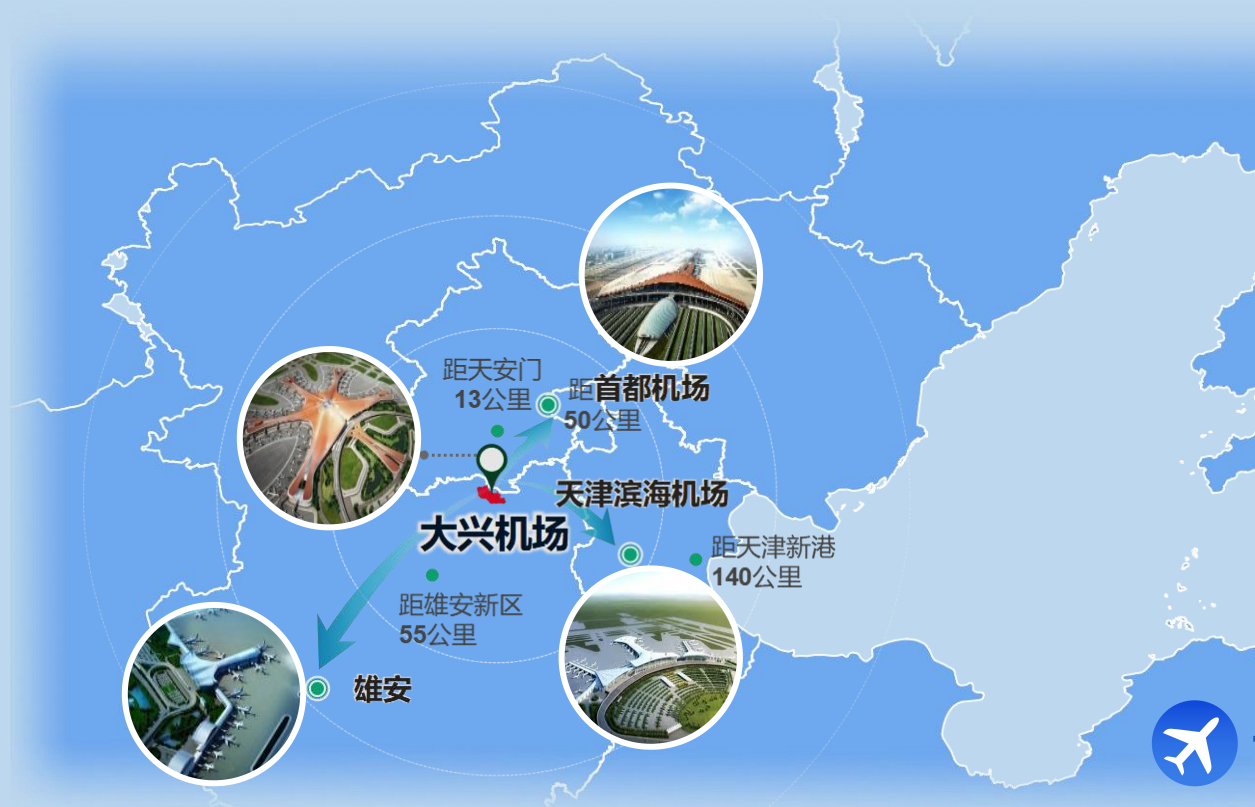 距天安门
13公里
距首都机场
50公里
天津滨海机场
大兴机场
距天津新港
140公里
距雄安新区
55公里
雄安